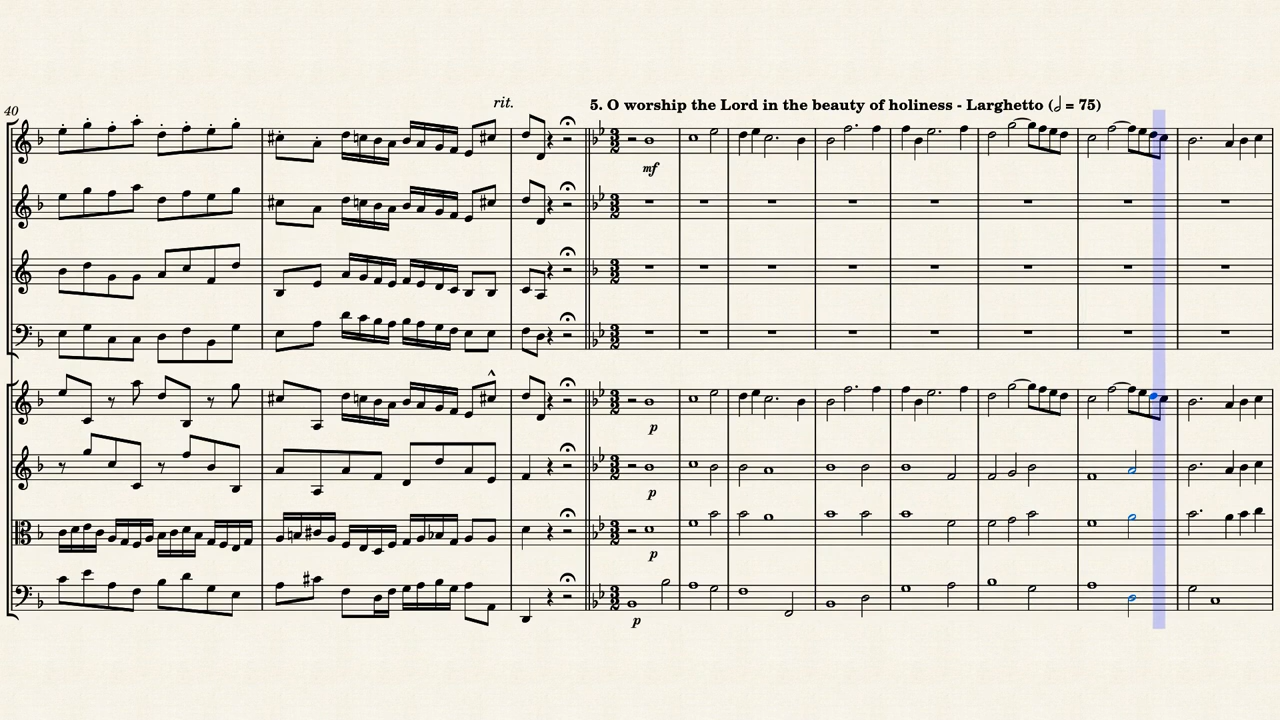 40
rit.
5. O worship the Lord in the beauty of holiness - Larghetto (𝅗𝅥 = 75)
mf
p
p
p
p